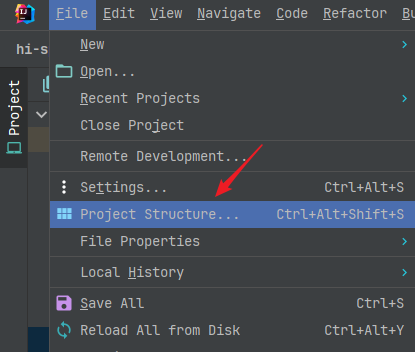 File Edit View Navigate Code Refactor Bu
hi-s
New
Open...
Recent Projects
Close Project
Remote Development...
Settings... Ctrl+Alt+S
Project Structure... Ctrl+Alt+Shift+S
File Properties
Local History
Save All Ctrl+S
Reload All from Disk Ctrl+Alt+Y
Project